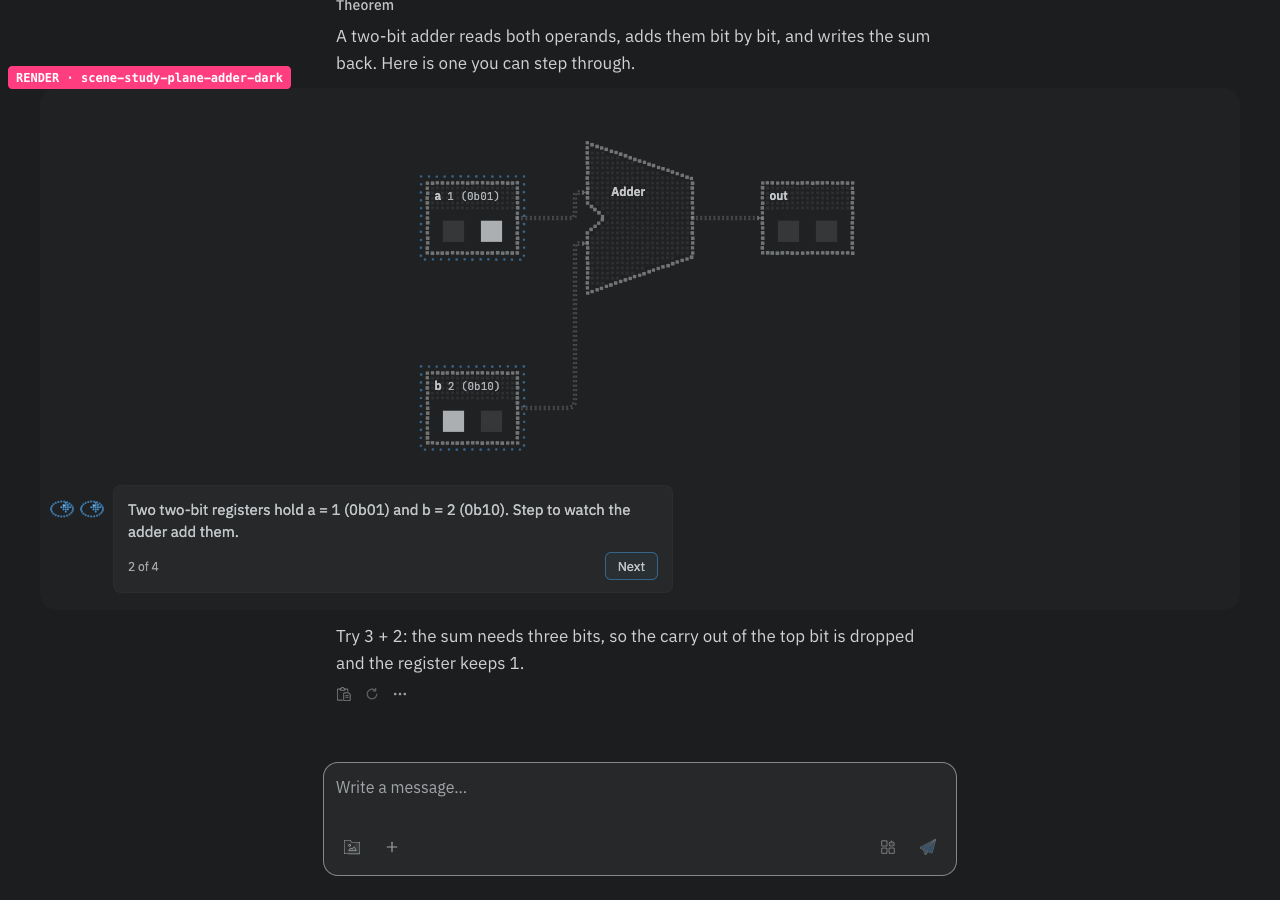 Theorem
A two-bit adder reads both operands, adds them bit by bit, and writes the sum
back. Here is one you can step through.
RENDER · scene-study-plane-adder-dark
a 1 (0b01)
Adder
out
b 2 (0b10)
Two two-bit registers hold a = 1 (0b01) and b = 2 (0b10). Step to watch the
adder add them.
2 of 4
Next
Try 3 + 2: the sum needs three bits, so the carry out of the top bit is dropped
and the register keeps 1.
Write a message...